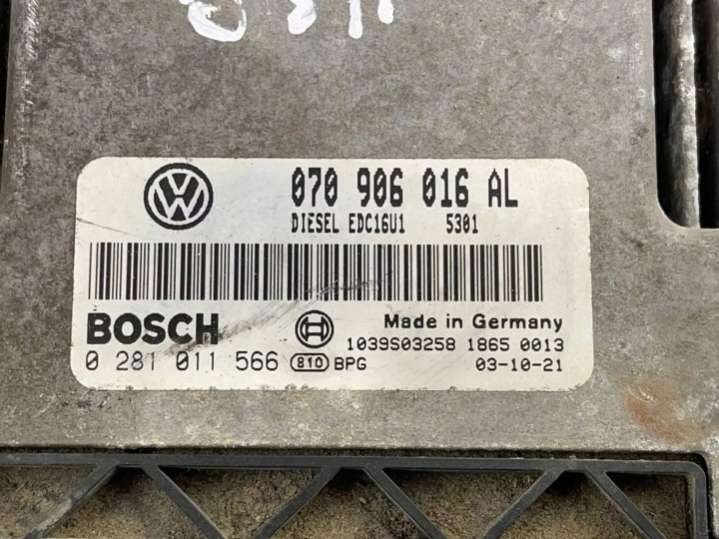 070 906 016 AL
DIESEL EDC16U1 5301
BOSCH
Made in Germany
0 281 011 566
1039S03258 1865 0013
810 BPG 03-10-21